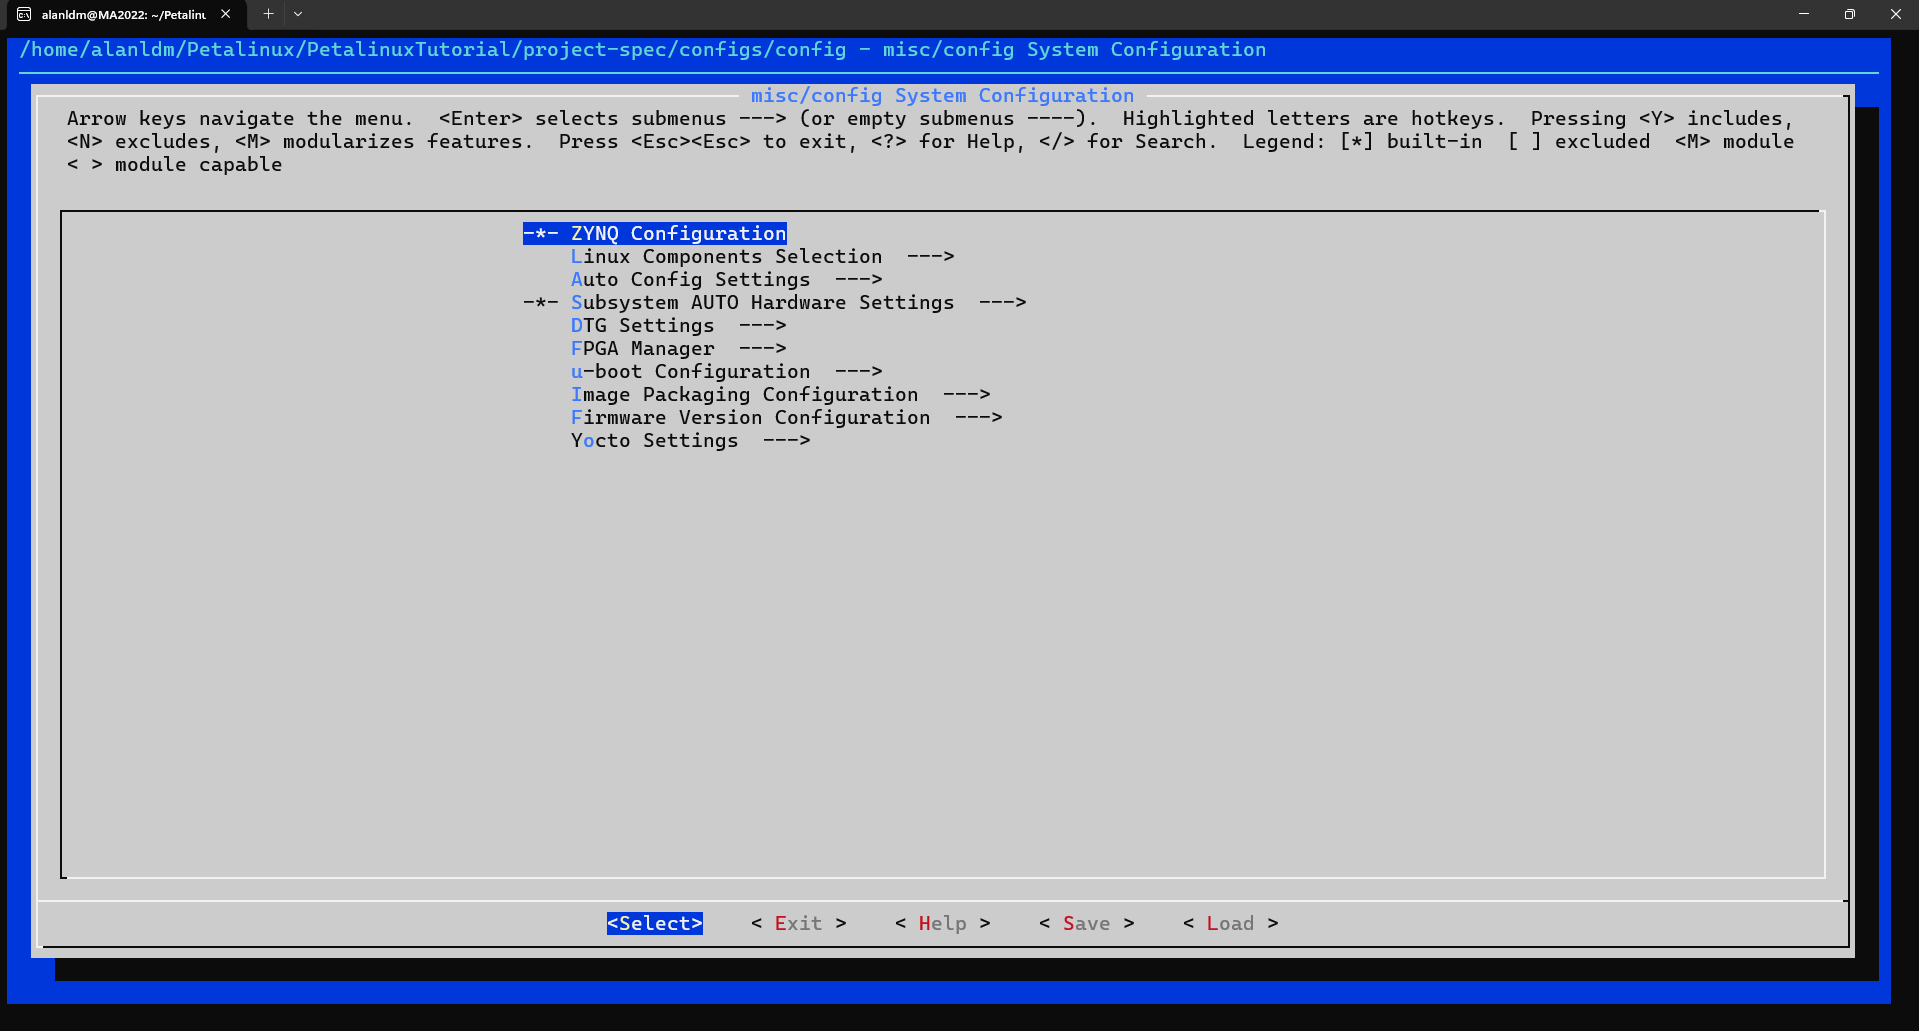 alanldm@MA2022: ~/Petalinu
/home/alanldm/Petalinux/PetalinuxTutorial/project-spec/configs/config - misc/config System Configuration
misc/config System Configuration
Arrow keys navigate the menu.  <Enter> selects submenus ---> (or empty submenus ----).  Highlighted letters are hotkeys.  Pressing <Y> includes,
<N> excludes, <M> modularizes features.  Press <Esc><Esc> to exit, <?> for Help, </> for Search.  Legend: [*] built-in  [ ] excluded  <M> module
< > module capable
-*- ZYNQ Configuration
Linux Components Selection  --->
Auto Config Settings  --->
-*- Subsystem AUTO Hardware Settings  --->
DTG Settings  --->
FPGA Manager  --->
u-boot Configuration  --->
Image Packaging Configuration  --->
Firmware Version Configuration  --->
Yocto Settings  --->
<Select>    < Exit >    < Help >    < Save >    < Load >